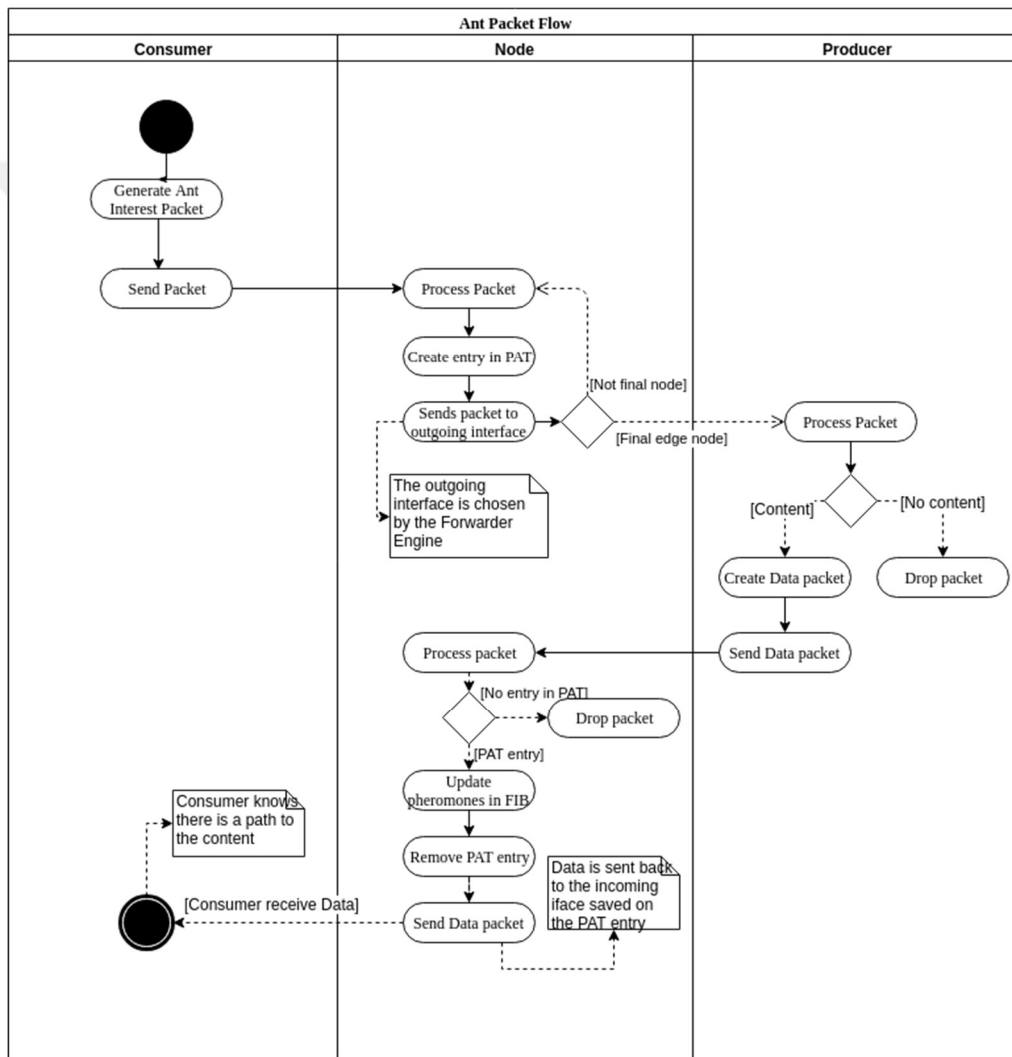 Ant Packet Flow
Consumer
Node
Producer
Generate Ant
Interest Packet
Send Packet
Process Packet
Create entry in PAT
[Not final node]
Sends packet to
outgoing interface
[Final edge node]
Process Packet
The outgoing
interface is chosen
by the Forwarder
Engine
[Content]
[No content]
Create Data packet
Drop packet
Process packet
Send Data packet
[No entry in PAT]
Drop packet
[PAT entry]
Update
pheromones in FIB
Consumer knows
there is a path to
the content
Remove PAT entry
Data is sent back
to the incoming
iface saved on
the PAT entry
[Consumer receive Data]
Send Data packet